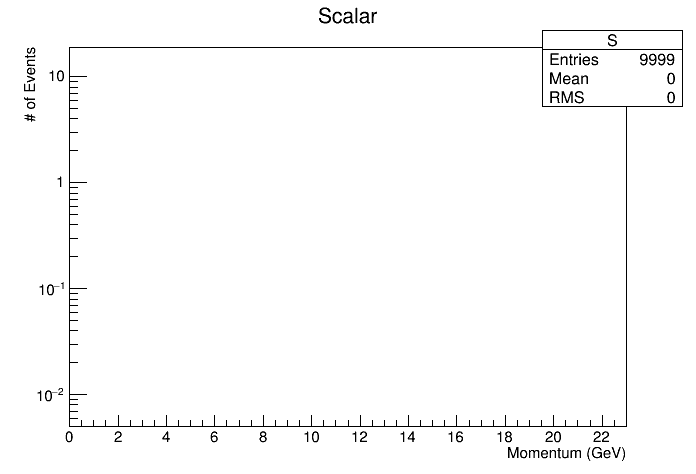 Scalar
S
Entries 9999
Mean 0
RMS 0
# of Events
10
1
10⁻¹
10⁻²
0 2 4 6 8 10 12 14 16 18 20 22
Momentum (GeV)